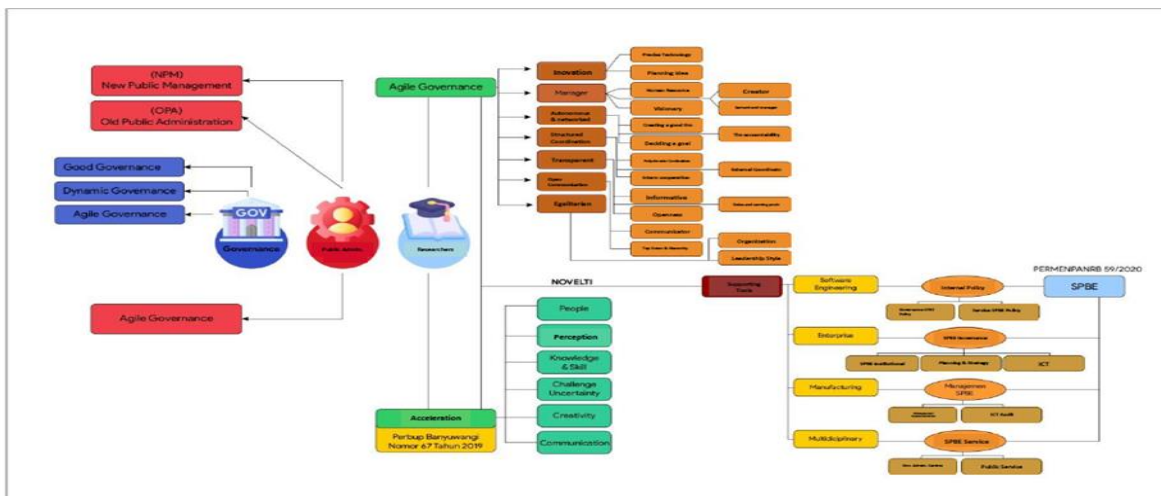 (NPM)
New Public Management
(OPA)
Old Public Administration
Good Governance
Dynamic Governance
Agile Governance
GOV
Governance
Public Admin
Researchers
Agile Governance
Agile Governance
Inovation
Manager
Autonomous
& networked
Structured
Coordination
Transparent
Open
Communication
Egaliterian
Precise Technology
Planning Idea
Human Resource
Visionary
Creating a good firm
Deciding a goal
Informative
Openness
Communicator
Creator
The accountability
External Coordinate
Organization
Leadership Style
NOVELTI
People
Perception
Knowledge
& Skill
Challenge
Uncertainty
Creativity
Communication
Acceleration
Perbup Banyuwangi
Nomor 67 Tahun 2019
Supporting
Tools
Software
Engineering
Enterprise
Manufacturing
Multidiciplinary
Internal Policy
Service SPBE Policy
SPBE Governance
SPBE Institutional
Planning & Strategy
ICT
Managemen
SPBE
ICT Audit
SPBE Service
Public Service
PERMENPANRB 59/2020
SPBE